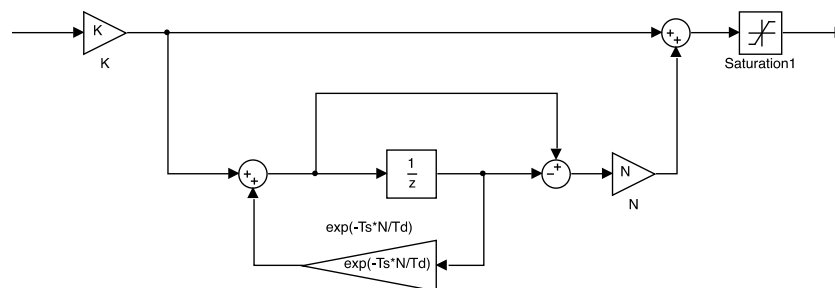 K
K
+
+
Saturation1
+
+
1
z
−
+
N
N
exp(-Ts*N/Td)
exp(-Ts*N/Td)